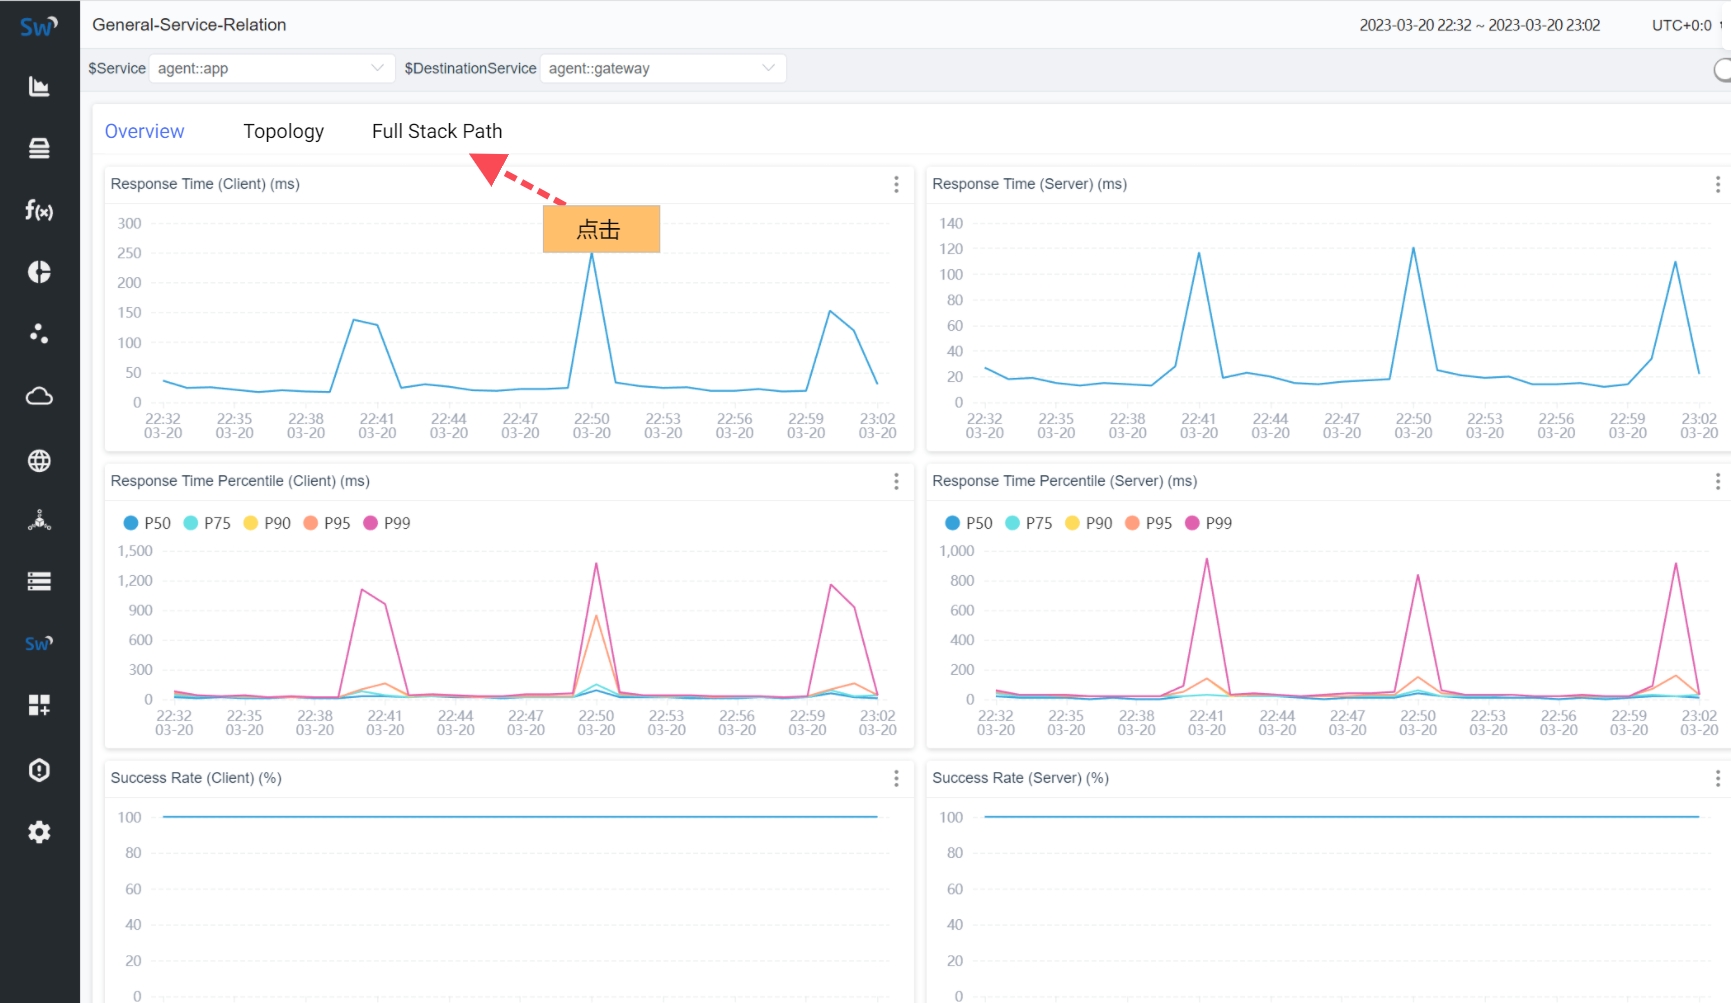 Sw
General-Service-Relation
2023-03-20 22:32 ~ 2023-03-20 23:02
UTC+0:0
$Service
agent::app
$DestinationService
agent::gateway
f(x)
Overview
Topology
Full Stack Path
点击
Response Time (Client) (ms)
300
250
200
150
100
50
0
22:32 22:35 22:38 22:41 22:44 22:47 22:50 22:53 22:56 22:59 23:02
03-20 03-20 03-20 03-20 03-20 03-20 03-20 03-20 03-20 03-20 03-20
Response Time (Server) (ms)
140
120
100
80
60
40
20
0
22:32 22:35 22:38 22:41 22:44 22:47 22:50 22:53 22:56 22:59 23:02
03-20 03-20 03-20 03-20 03-20 03-20 03-20 03-20 03-20 03-20 03-20
Response Time Percentile (Client) (ms)
P50 P75 P90 P95 P99
1,500
1,200
900
600
300
0
22:32 22:35 22:38 22:41 22:44 22:47 22:50 22:53 22:56 22:59 23:02
03-20 03-20 03-20 03-20 03-20 03-20 03-20 03-20 03-20 03-20 03-20
Response Time Percentile (Server) (ms)
P50 P75 P90 P95 P99
1,000
800
600
400
200
0
22:32 22:35 22:38 22:41 22:44 22:47 22:50 22:53 22:56 22:59 23:02
03-20 03-20 03-20 03-20 03-20 03-20 03-20 03-20 03-20 03-20 03-20
Sw
Success Rate (Client) (%)
100
80
60
40
20
0
Success Rate (Server) (%)
100
80
60
40
20
0